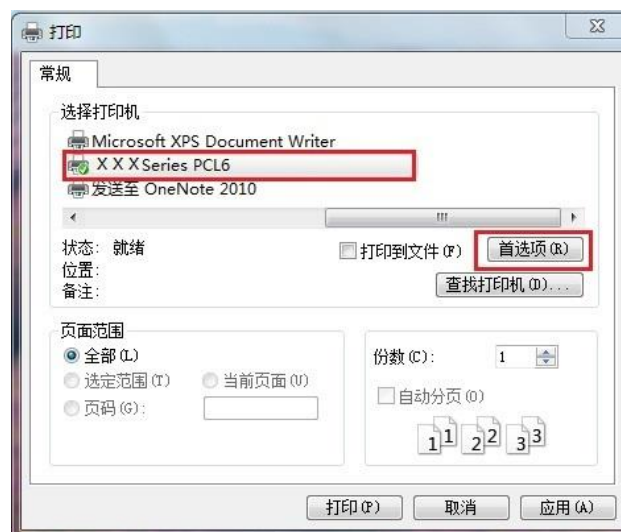 打印
常规
选择打印机
Microsoft XPS Document Writer
X X X Series PCL6
发送至 OneNote 2010
状态: 就绪
打印到文件(F)
首选项(R)
位置:
备注:
查找打印机(D)...
页面范围
全部(L)
选定范围(T)
当前页面(U)
页码(G):
份数(C):
1
自动分页(O)
1 1 2 2 3 3
打印(P)
取消
应用(A)